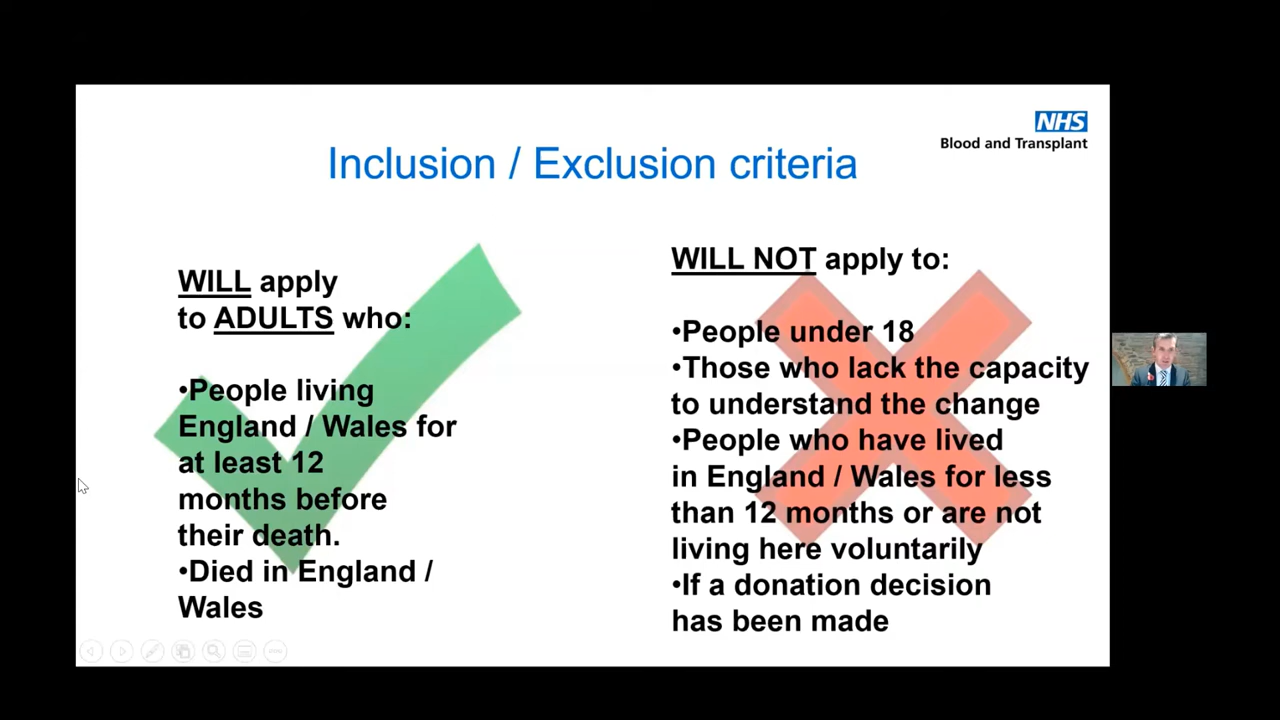 NHS
Blood and Transplant
Inclusion / Exclusion criteria
WILL apply
to ADULTS who:
•People living
England / Wales for
at least 12
months before
their death.
•Died in England /
Wales
WILL NOT apply to:
•People under 18
•Those who lack the capacity
to understand the change
•People who have lived
in England / Wales for less
than 12 months or are not
living here voluntarily
•If a donation decision
has been made